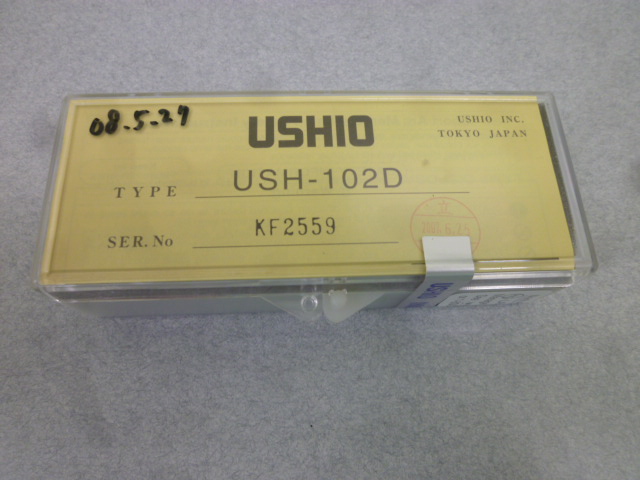 08.5.27
USHIO
USHIO INC.
TOKYO JAPAN
TYPE USH-102D
SER. No KF2559